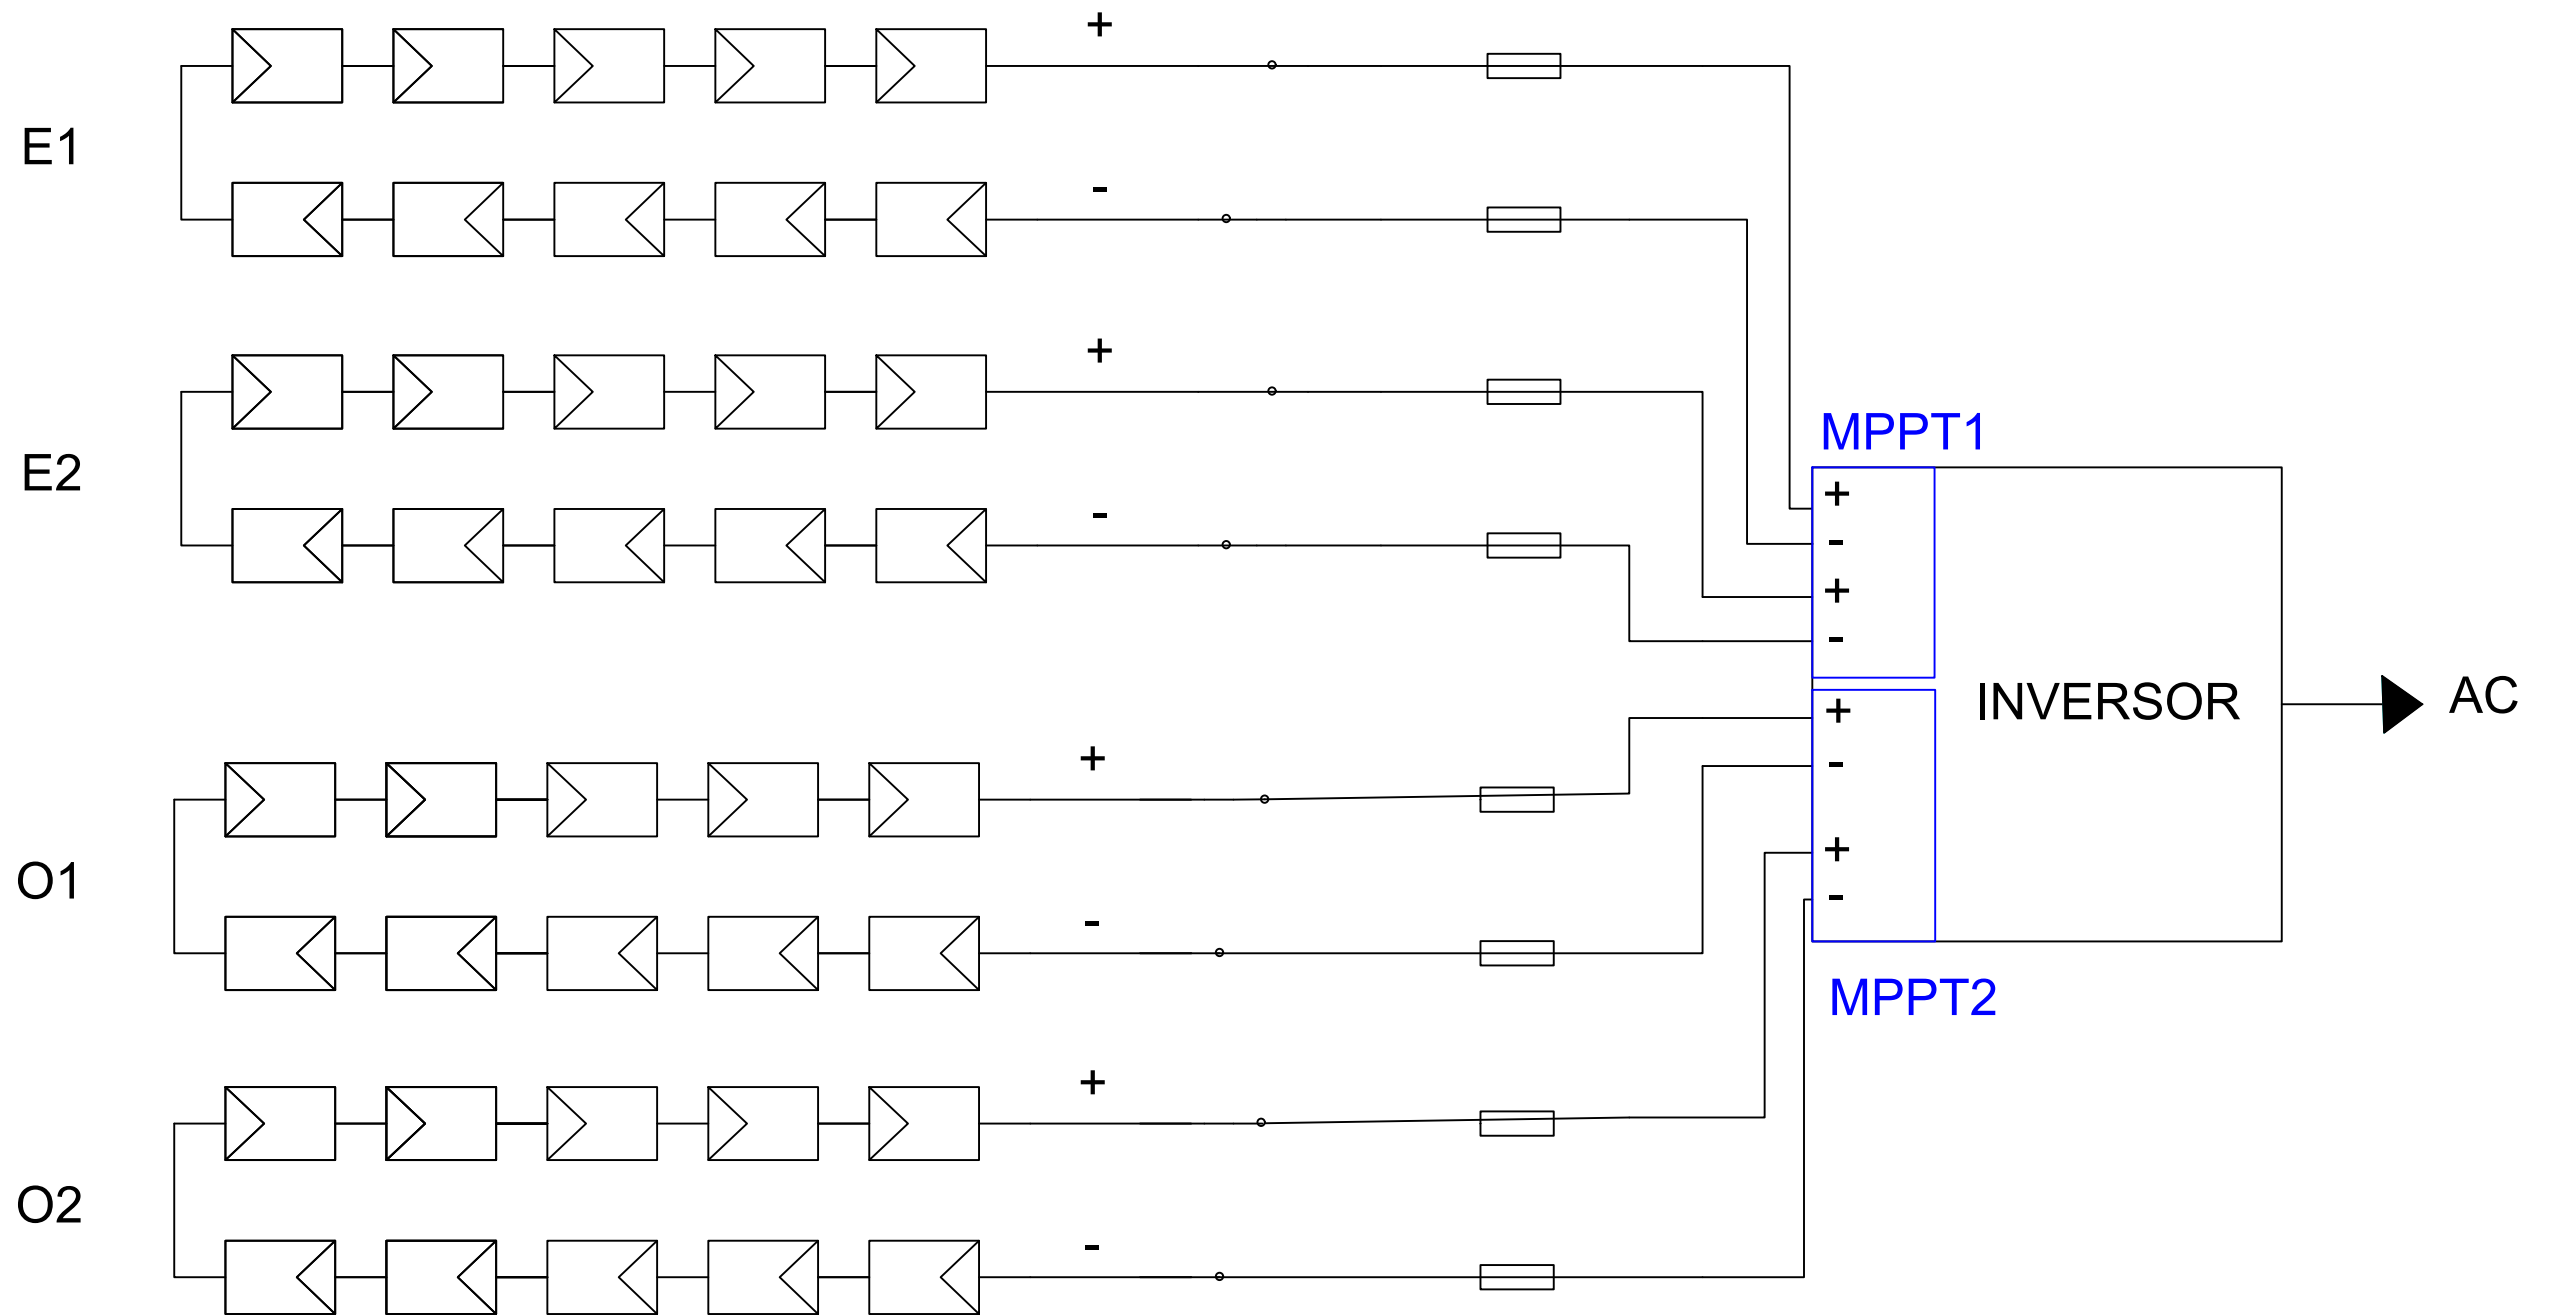 +
E1
-
+
MPPT1
E2
+
-
-
+
-
INVERSOR
AC
+
-
+
+
O1
-
-
MPPT2
+
O2
-